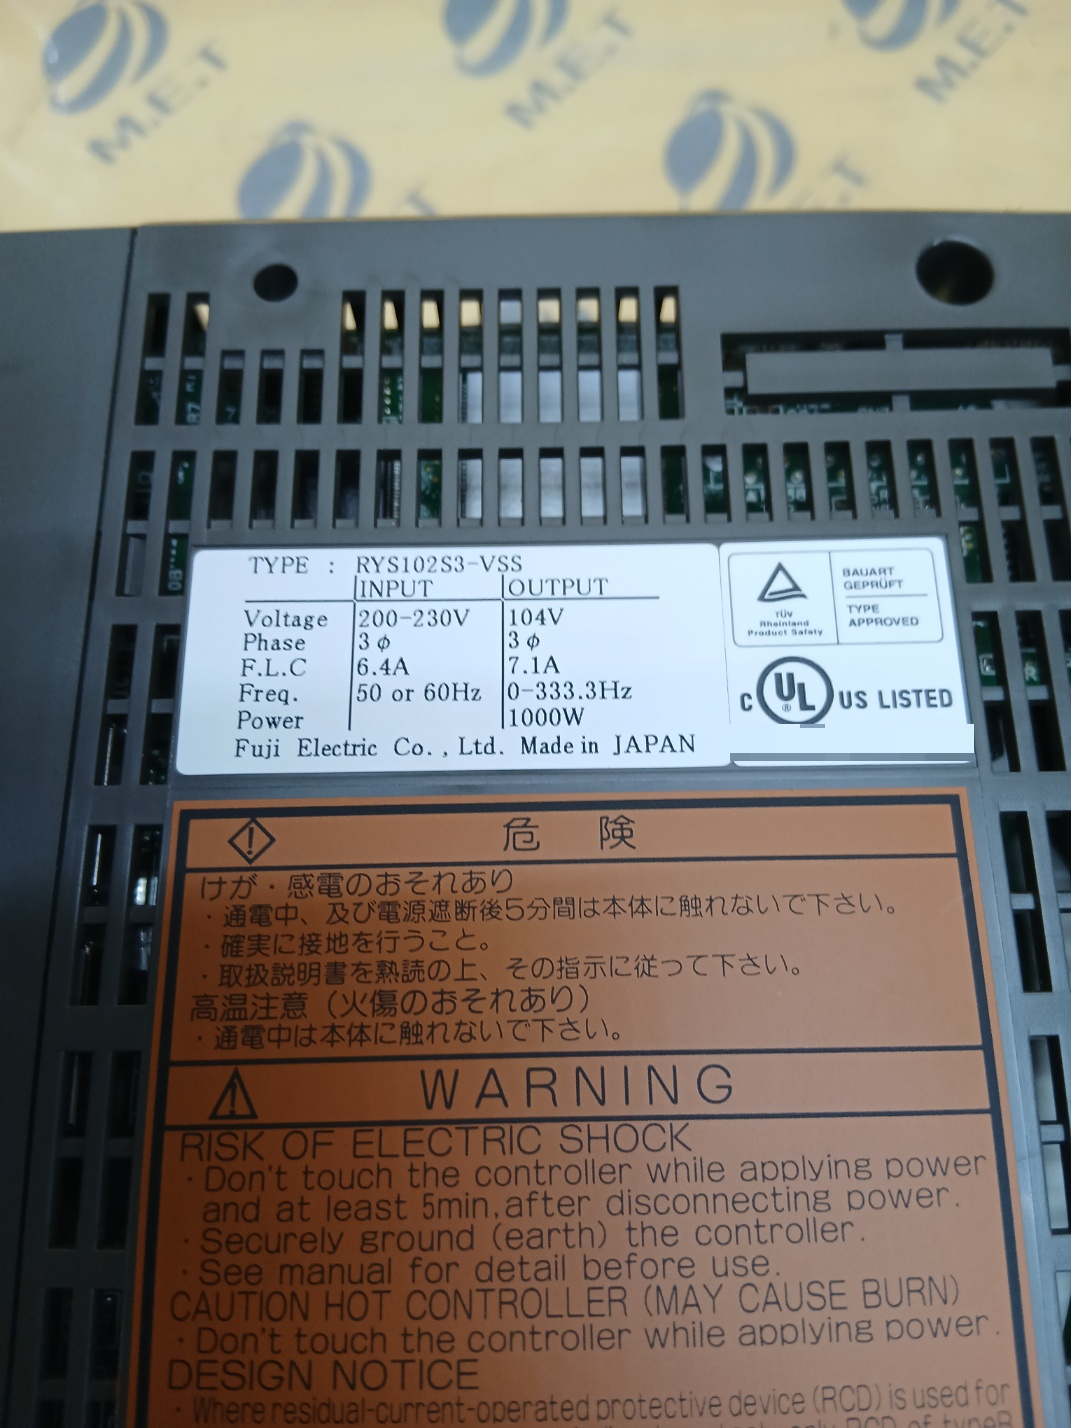 M.E.T
M.E.T
M.E.T
M.E.T
TYPE : RYS102S3-VSS
INPUT OUTPUT
Voltage 200-230V 104V
Phase 3φ 3φ
F.L.C 6.4A 7.1A
Freq. 50 or 60Hz 0-333.3Hz
Power 1000W
Fuji Electric Co., Ltd. Made in JAPAN
TÜV
Rheinland
Product Safety
BAUART
GEPRÜFT
TYPE
APPROVED
C UL ® US LISTED
危険
けが・感電のおそれあり
・通電中、及び電源遮断後5分間は本体に触れないで下さい。
・確実に接地を行うこと。
・取扱説明書を熟読の上、その指示に従って下さい。
高温注意（火傷のおそれあり）
・通電中は本体に触れないで下さい。
WARNING
RISK OF ELECTRIC SHOCK
・Don't touch the controller while applying power
and at least 5min,after disconnecting power.
・Securely ground (earth) the controller.
・See manual for detail before use.
CAUTION HOT CONTROLLER (MAY CAUSE BURN)
・Don't touch the controller while applying power.
DESIGN NOTICE
・Where residual-current-operated protective device (RCD) is used for